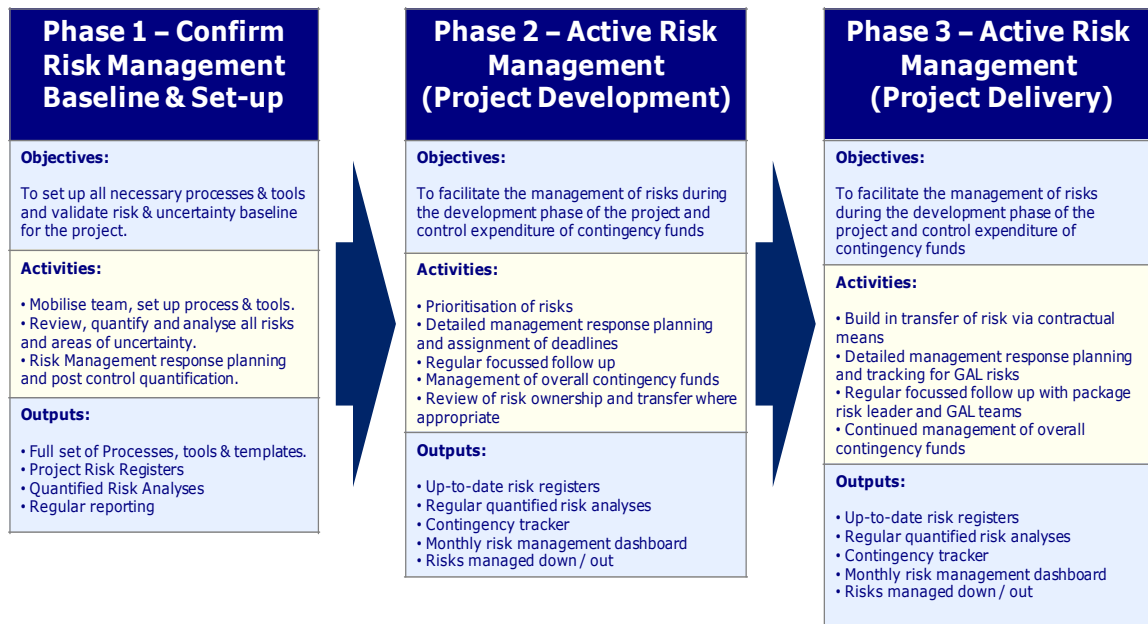 Phase 1 – Confirm
Risk Management
Baseline & Set-up
Objectives:
To set up all necessary processes & tools
and validate risk & uncertainty baseline
for the project.
Activities:
• Mobilise team, set up process & tools.
• Review, quantify and analyse all risks
and areas of uncertainty.
• Risk Management response planning
and post control quantification.
Outputs:
• Full set of Processes, tools & templates.
• Project Risk Registers
• Quantified Risk Analyses
• Regular reporting
Phase 2 – Active Risk
Management
(Project Development)
Objectives:
To facilitate the management of risks during
the development phase of the project and
control expenditure of contingency funds
Activities:
• Prioritisation of risks
• Detailed management response planning
and assignment of deadlines
• Regular focussed follow up
• Management of overall contingency funds
• Review of risk ownership and transfer where
appropriate
Outputs:
• Up-to-date risk registers
• Regular quantified risk analyses
• Contingency tracker
• Monthly risk management dashboard
• Risks managed down / out
Phase 3 – Active Risk
Management
(Project Delivery)
Objectives:
To facilitate the management of risks
during the development phase of the
project and control expenditure of
contingency funds
Activities:
• Build in transfer of risk via contractual
means
• Detailed management response planning
and tracking for GAL risks
• Regular focussed follow up with package
risk leader and GAL teams
• Continued management of overall
contingency funds
Outputs:
• Up-to-date risk registers
• Regular quantified risk analyses
• Contingency tracker
• Monthly risk management dashboard
• Risks managed down / out